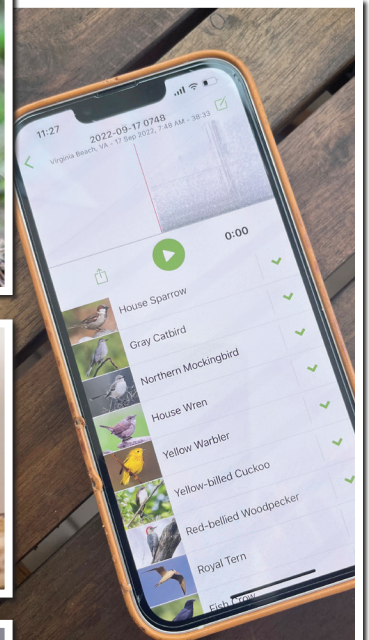 11:27
2022-09-17 0748
Virginia Beach, VA - 17 Sep 2022, 7:48 AM - 38:33
0:00
House Sparrow
Gray Catbird
Northern Mockingbird
House Wren
Yellow Warbler
Yellow-billed Cuckoo
Red-bellied Woodpecker
Royal Tern
Fish Crow